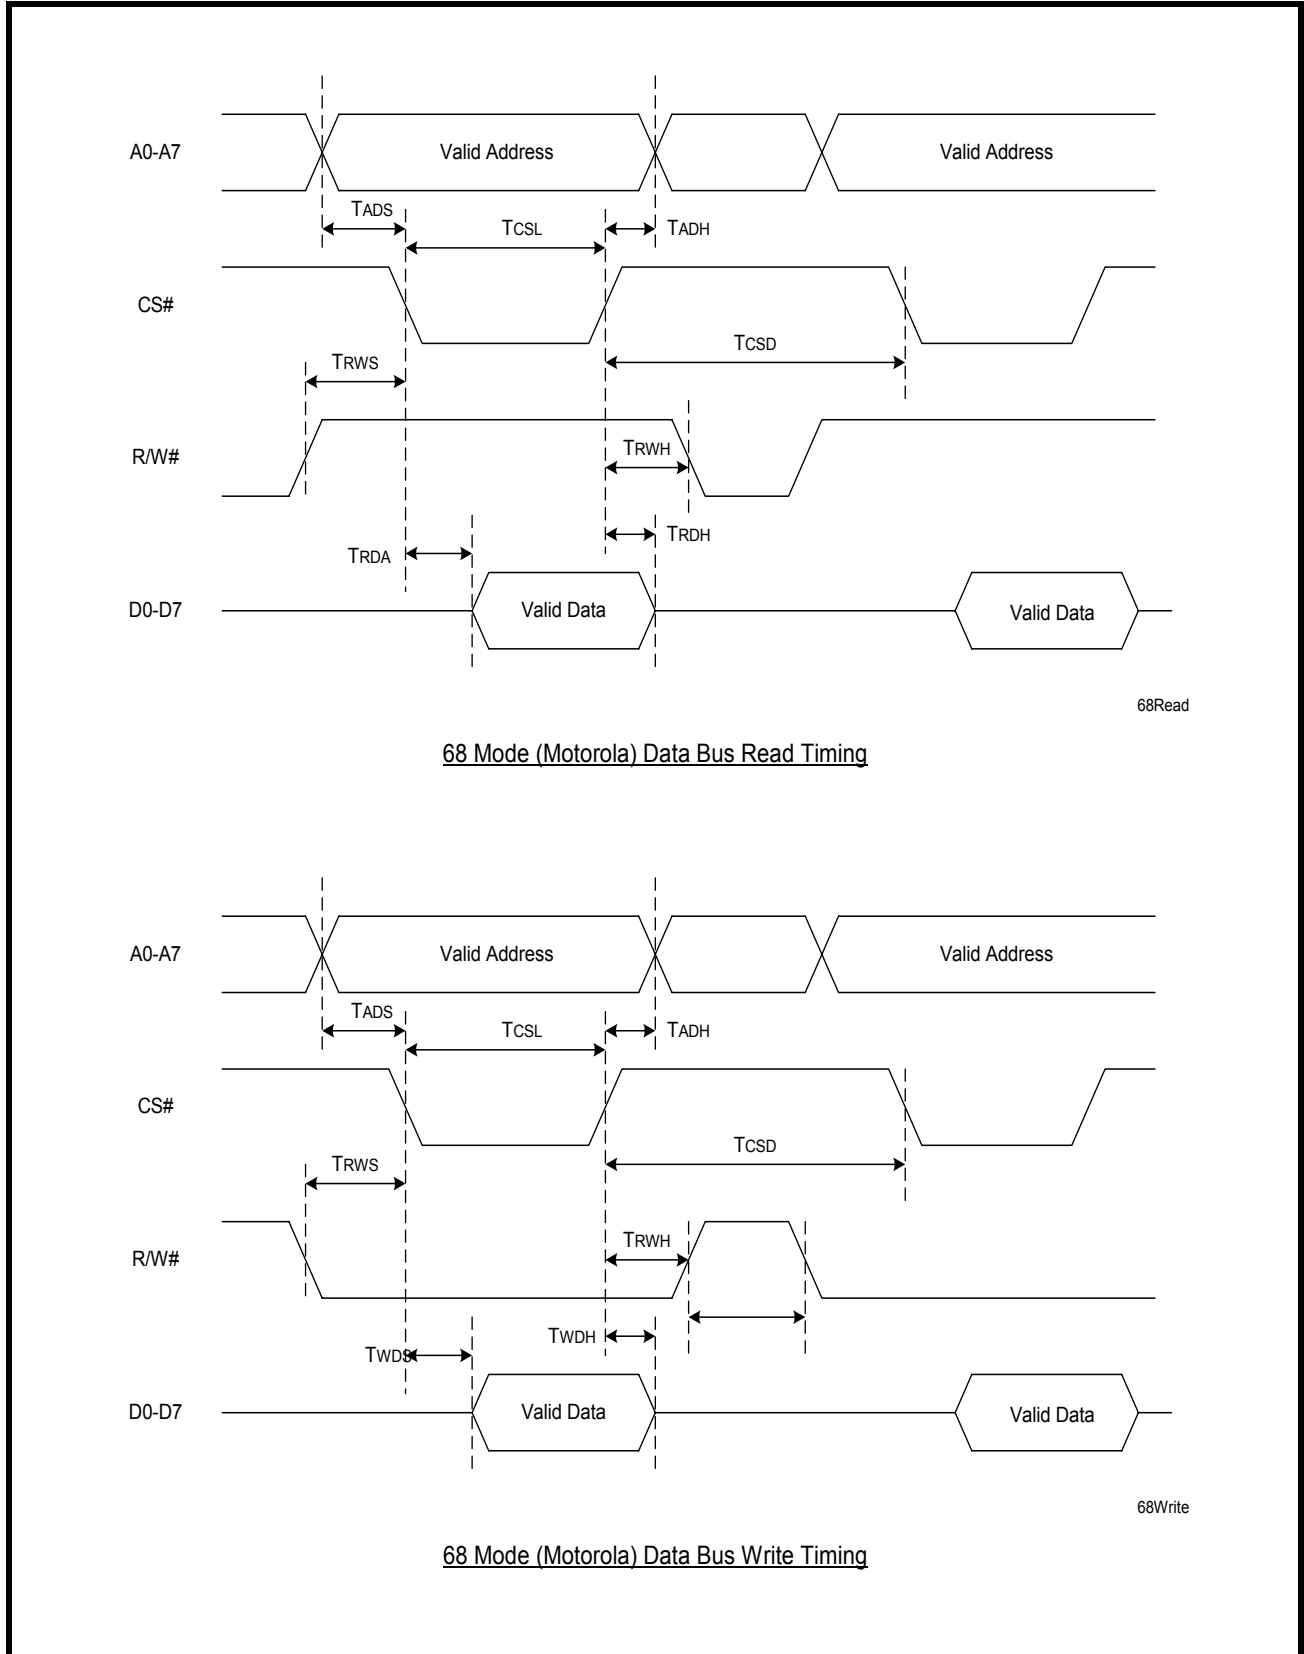 A0-A7
Valid Address
Valid Address
TADS
TCSL
TADH
CS#
TCSD
TRWS
R/W#
TRWH
TRDH
TRDA
D0-D7
Valid Data
Valid Data
68Read
68 Mode (Motorola) Data Bus Read Timing
A0-A7
Valid Address
Valid Address
TADS
TCSL
TADH
CS#
TCSD
TRWS
R/W#
TRWH
TWDH
TWDS
D0-D7
Valid Data
Valid Data
68Write
68 Mode (Motorola) Data Bus Write Timing